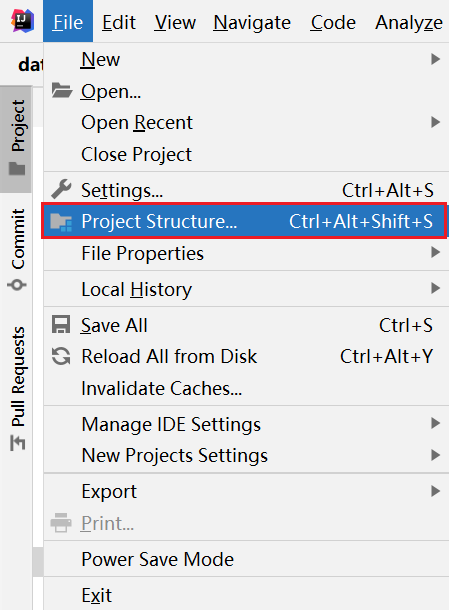 File Edit View Navigate Code Analyze
dat
Project
Commit
Pull Requests
New
Open...
Open Recent
Close Project
Settings... Ctrl+Alt+S
Project Structure... Ctrl+Alt+Shift+S
File Properties
Local History
Save All Ctrl+S
Reload All from Disk Ctrl+Alt+Y
Invalidate Caches...
Manage IDE Settings
New Projects Settings
Export
Print...
Power Save Mode
Exit